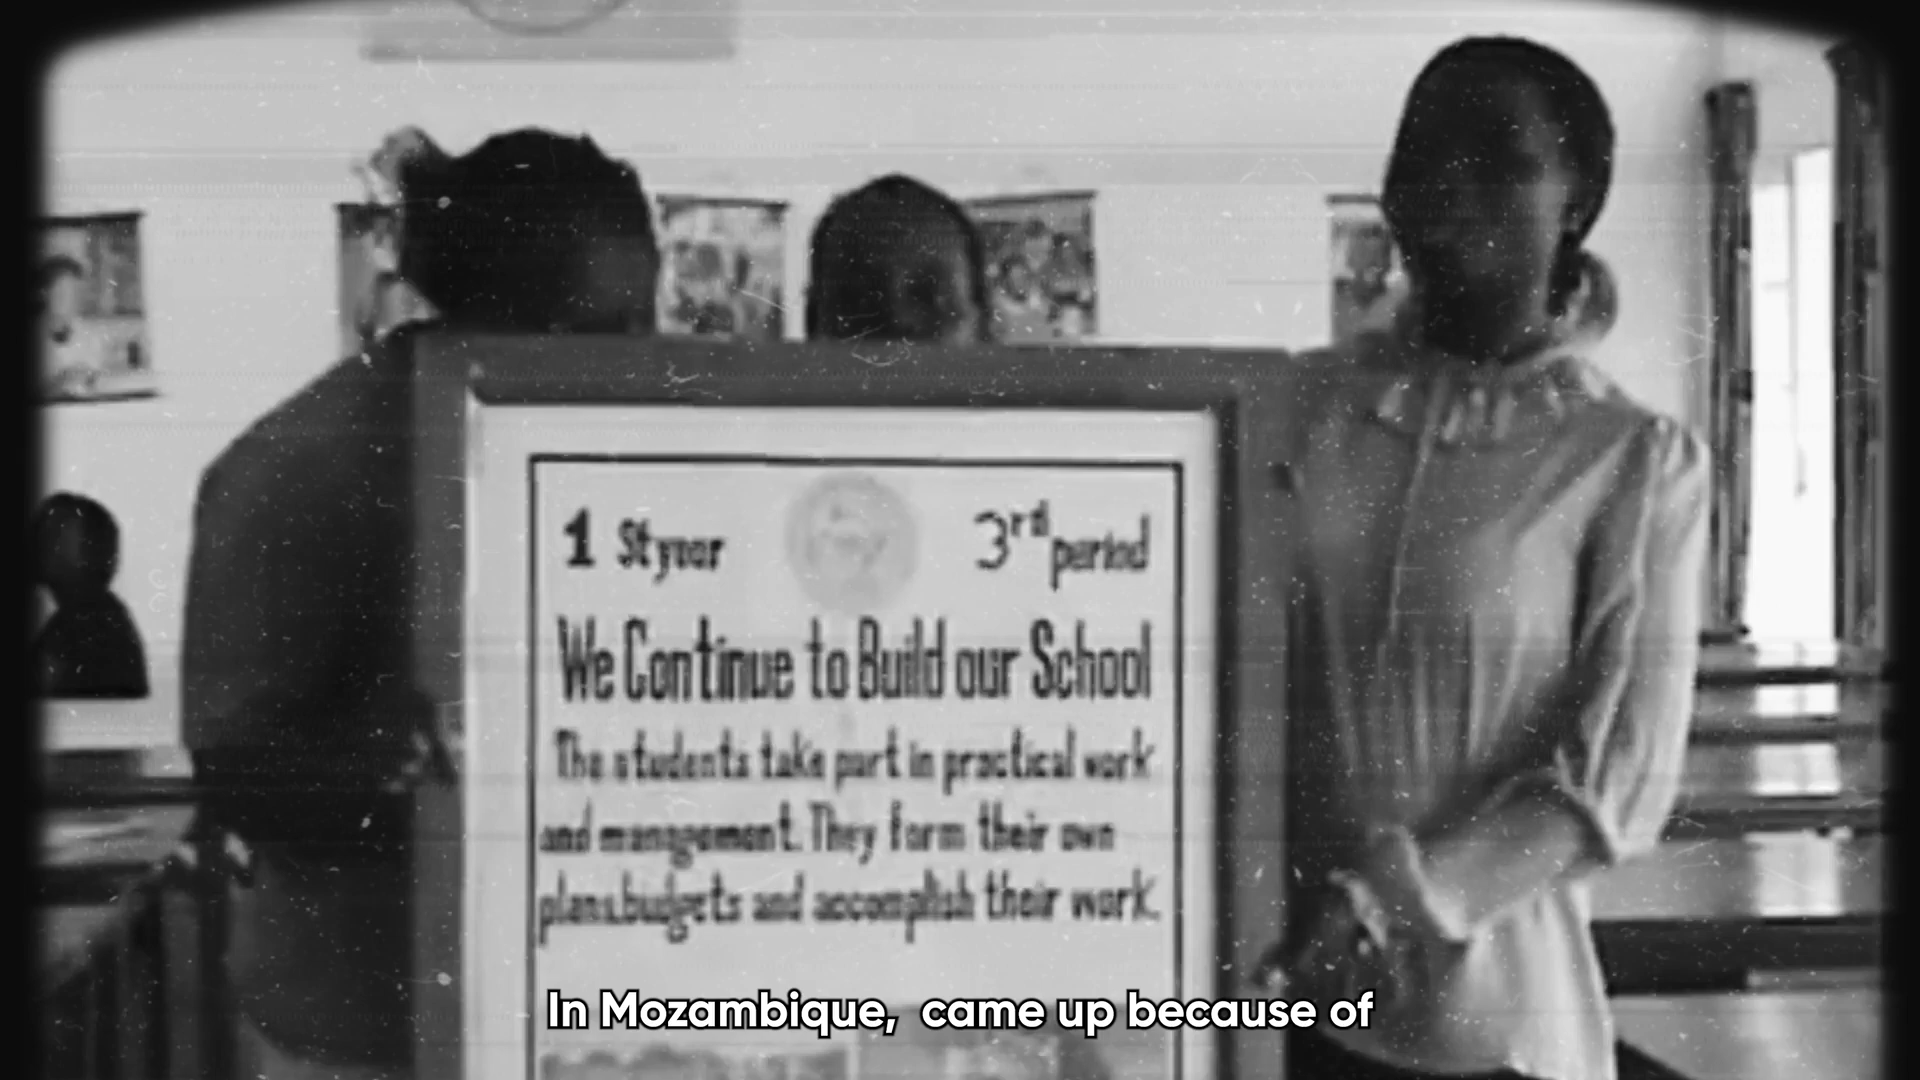 1 St year
3rd period
We Continue to Build our School
The students take part in practical work
and management. They form their own
plans, budgets and accomplish their work.
In Mozambique,  came up because of